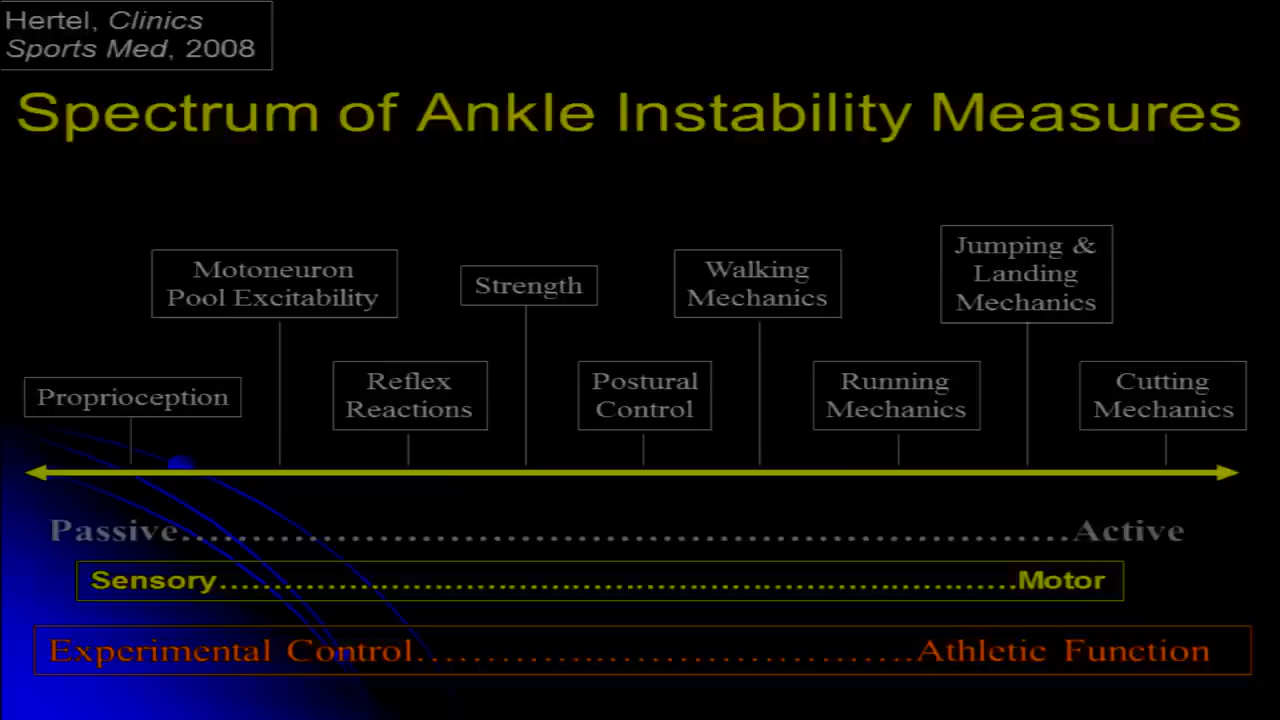 Hertel, Clinics
Sports Med, 2008
Spectrum of Ankle Instability Measures
Motoneuron
Pool Excitability
Strength
Walking
Mechanics
Jumping &
Landing
Mechanics
Proprioception
Reflex
Reactions
Postural
Control
Running
Mechanics
Cutting
Mechanics
Passive……………………………………………………………Active
Sensory……………………………………………………………Motor
Experimental Control…………..…………………….Athletic Function